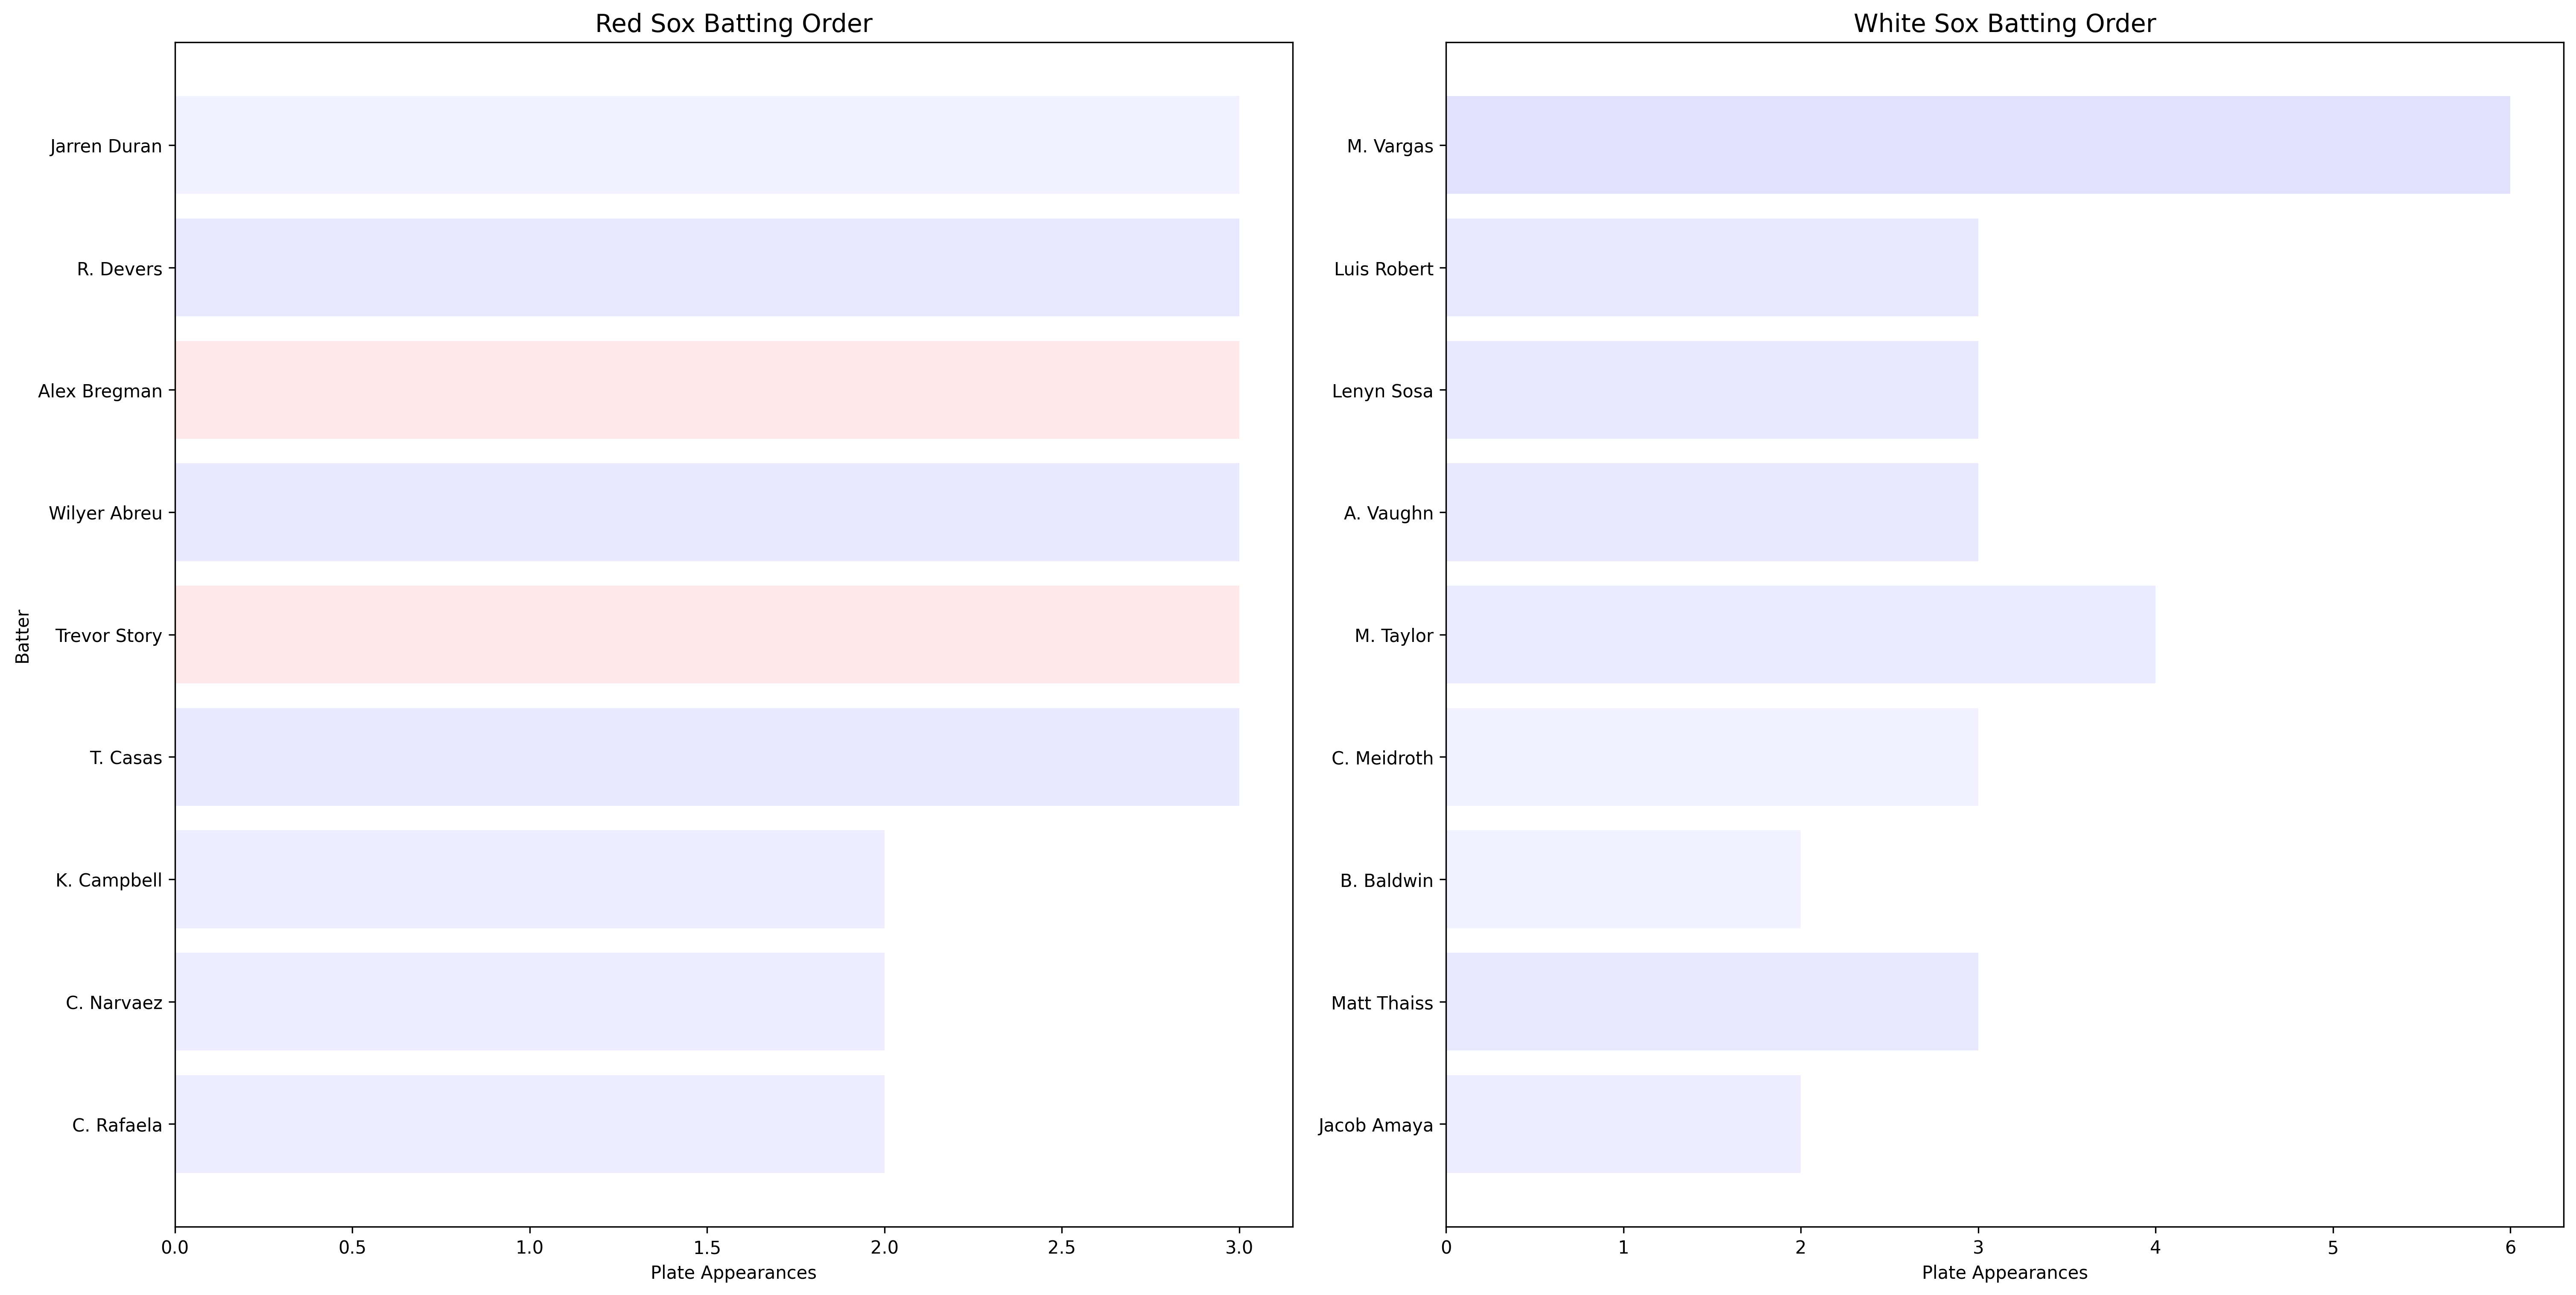 Red Sox Batting Order
Batter
Jarren Duran
R. Devers
Alex Bregman
Wilyer Abreu
Trevor Story
T. Casas
K. Campbell
C. Narvaez
C. Rafaela
0.0 0.5 1.0 1.5 2.0 2.5 3.0
Plate Appearances
White Sox Batting Order
M. Vargas
Luis Robert
Lenyn Sosa
A. Vaughn
M. Taylor
C. Meidroth
B. Baldwin
Matt Thaiss
Jacob Amaya
0 1 2 3 4 5 6
Plate Appearances